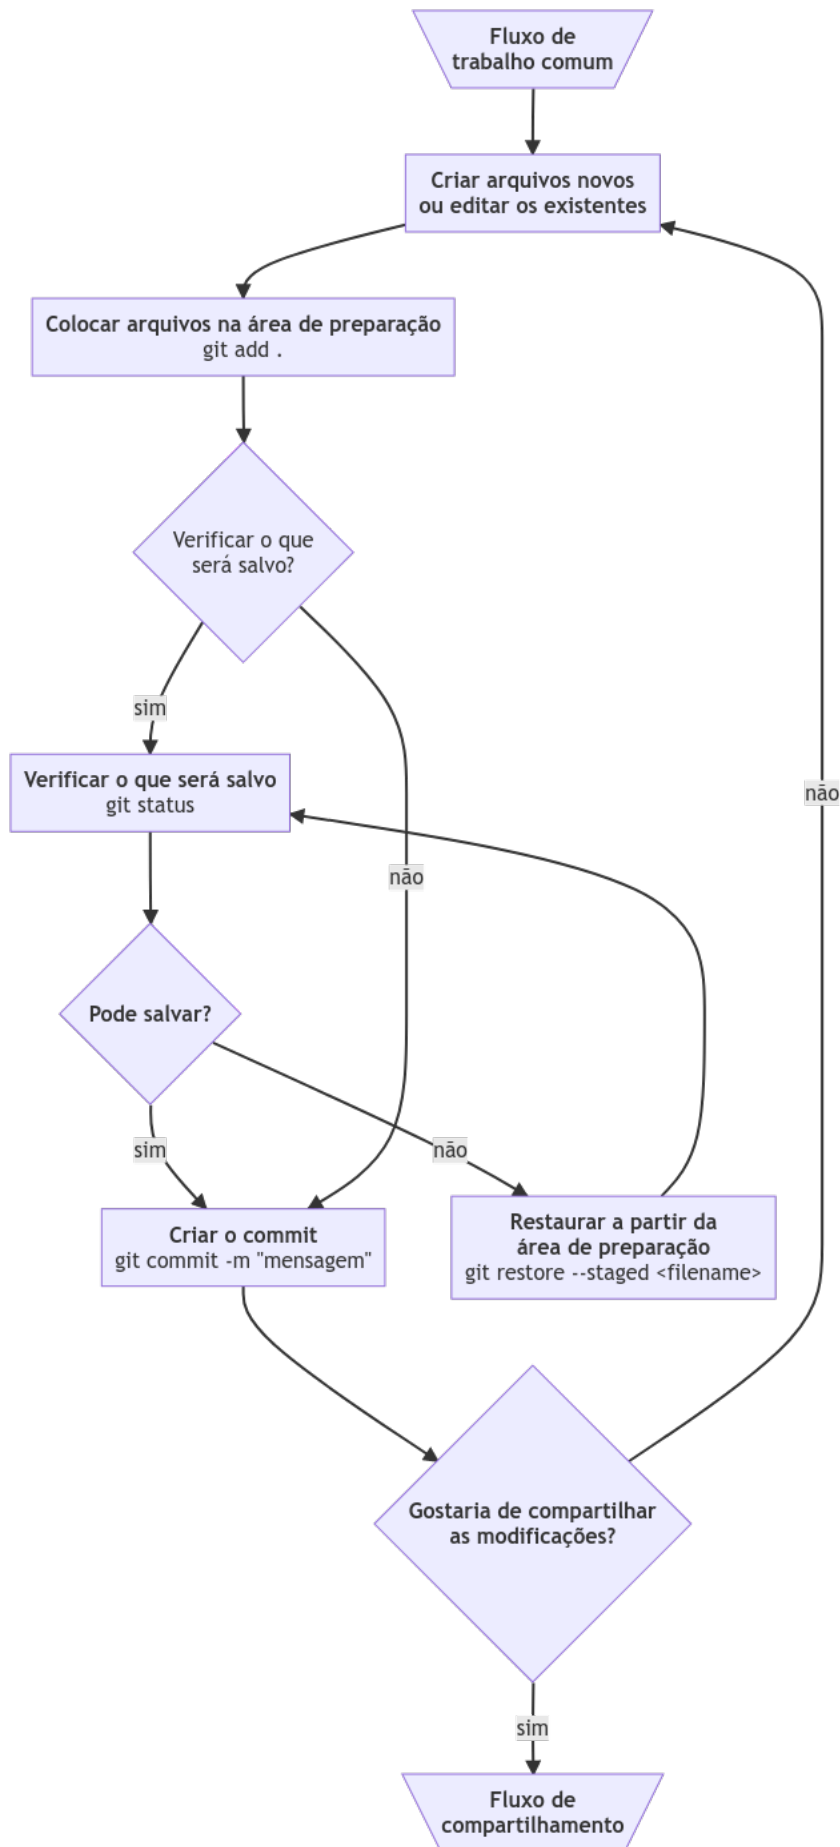 Fluxo de
trabalho comum
Criar arquivos novos
ou editar os existentes
Colocar arquivos na área de preparação
git add .
Verificar o que
será salvo?
sim
Verificar o que será salvo
git status
não
não
Pode salvar?
sim
não
Criar o commit
git commit -m "mensagem"
Restaurar a partir da
área de preparação
git restore --staged <filename>
Gostaria de compartilhar
as modificações?
sim
Fluxo de
compartilhamento